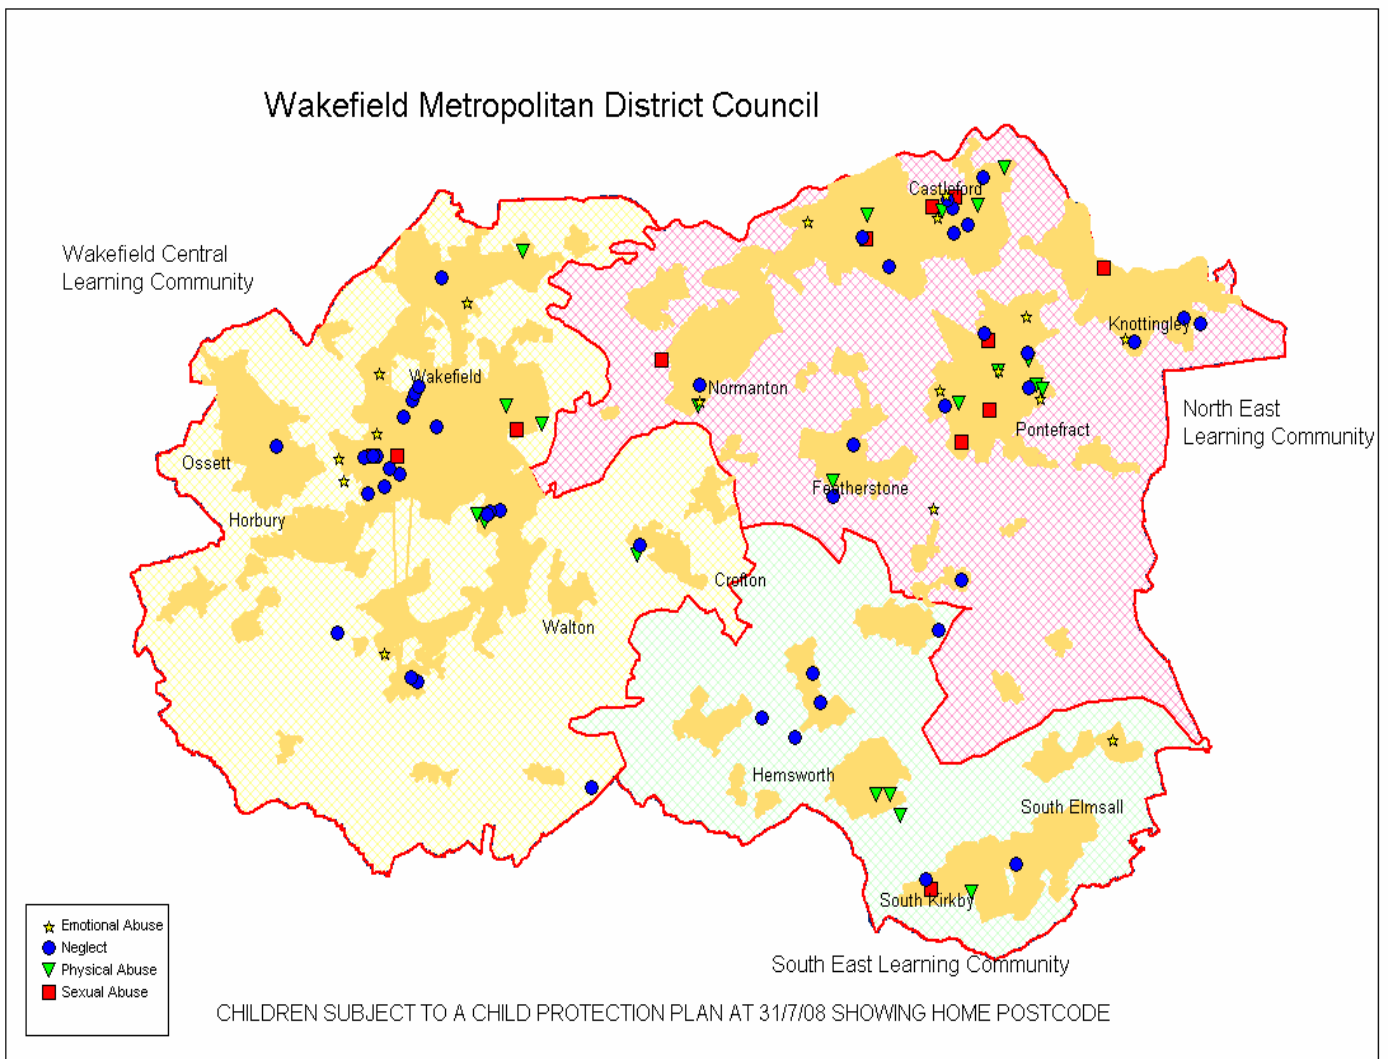 Wakefield Metropolitan District Council
Wakefield Central
Learning Community
Castleford
Knottingley
Wakefield
Normanton
North East
Learning Community
Pontefract
Ossett
Featherstone
Horbury
Crofton
Walton
Hemsworth
South Elmsall
South Kirkby
South East Learning Community
Emotional Abuse
Neglect
Physical Abuse
Sexual Abuse
CHILDREN SUBJECT TO A CHILD PROTECTION PLAN AT 31/7/08 SHOWING HOME POSTCODE